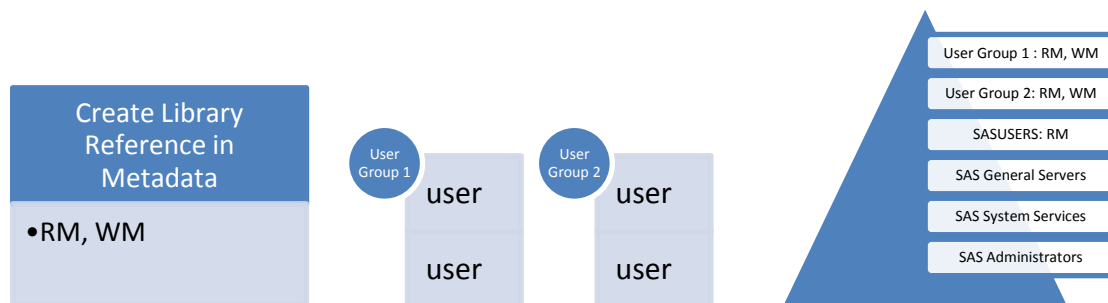 Create Library
Reference in
Metadata
•RM, WM
User
Group 1
user
user
User
Group 2
user
user
User Group 1 : RM, WM
User Group 2: RM, WM
SASUSERS: RM
SAS General Servers
SAS System Services
SAS Administrators